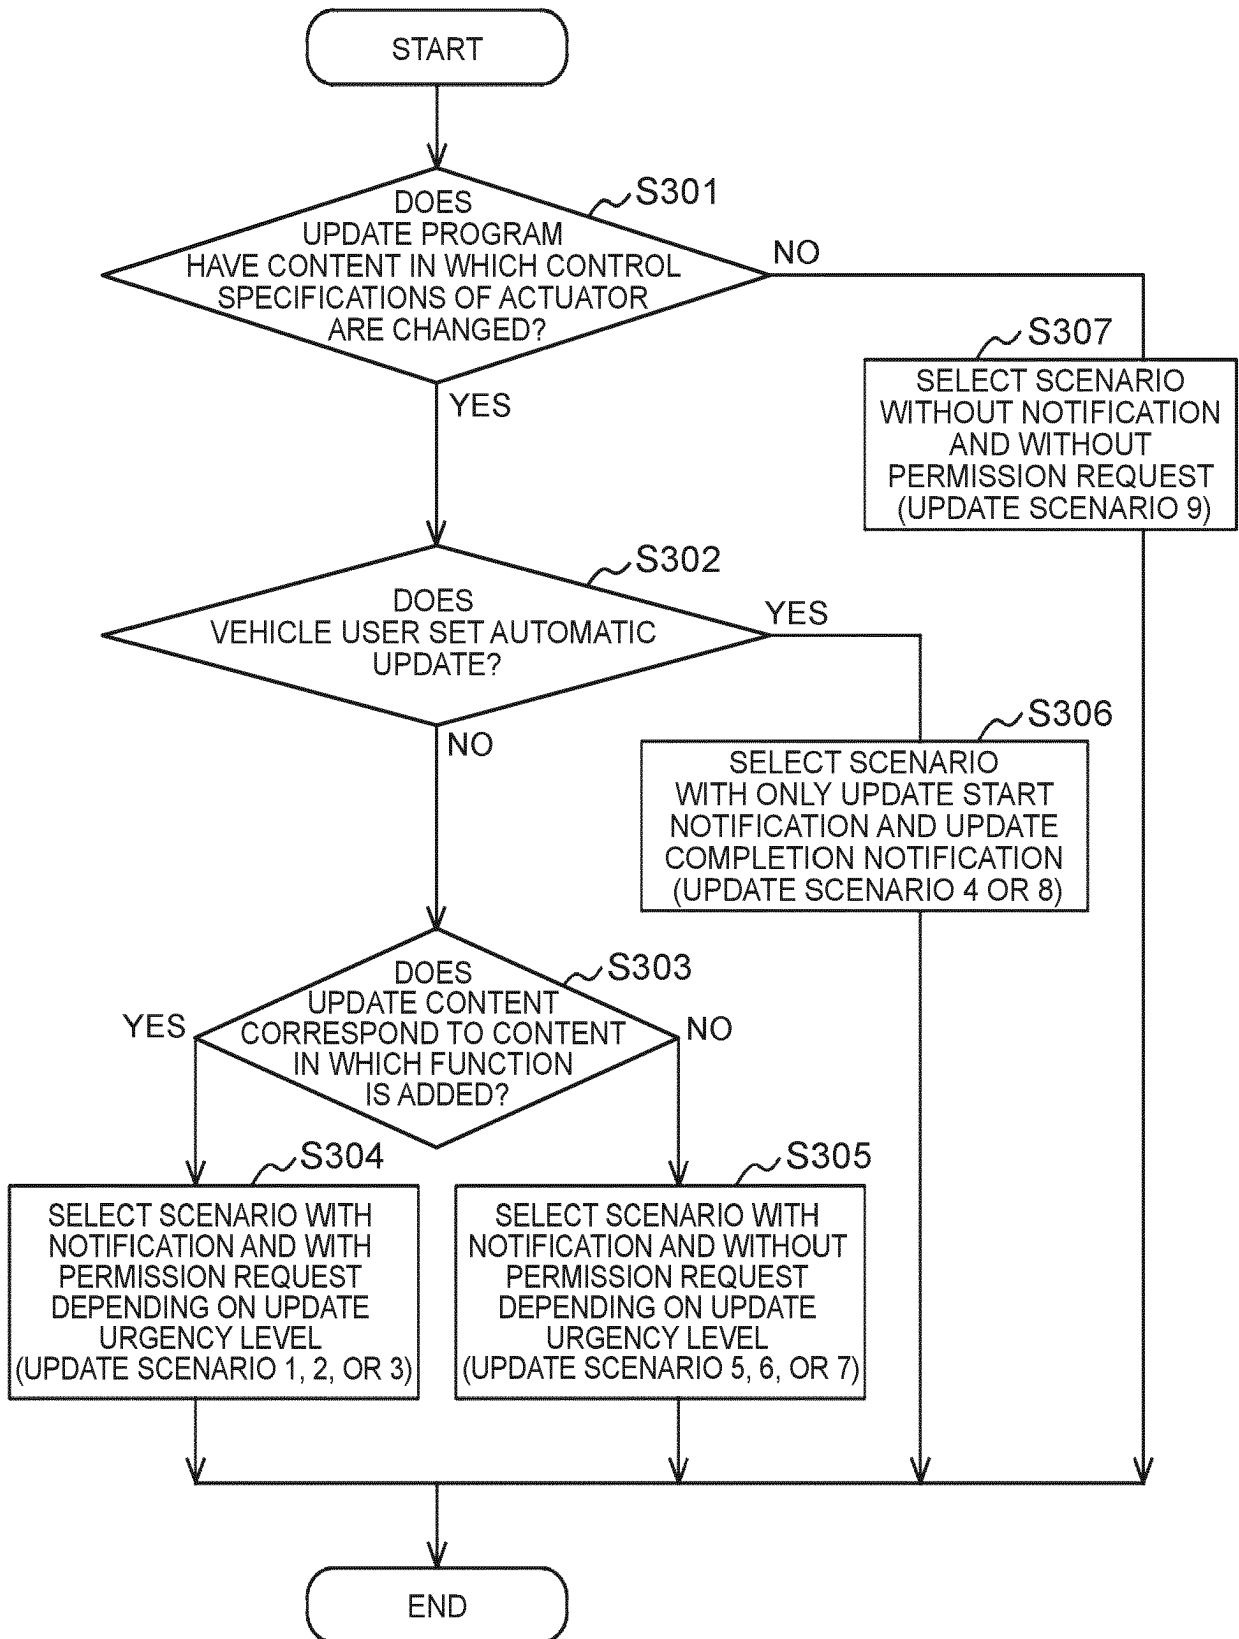 START
S301
DOES
UPDATE PROGRAM
HAVE CONTENT IN WHICH CONTROL
SPECIFICATIONS OF ACTUATOR
ARE CHANGED?
NO
YES
S307
SELECT SCENARIO
WITHOUT NOTIFICATION
AND WITHOUT
PERMISSION REQUEST
(UPDATE SCENARIO 9)
S302
DOES
VEHICLE USER SET AUTOMATIC
UPDATE?
YES
NO
S306
SELECT SCENARIO
WITH ONLY UPDATE START
NOTIFICATION AND UPDATE
COMPLETION NOTIFICATION
(UPDATE SCENARIO 4 OR 8)
S303
DOES
UPDATE CONTENT
CORRESPOND TO CONTENT
IN WHICH FUNCTION
IS ADDED?
YES
NO
S304
SELECT SCENARIO WITH
NOTIFICATION AND WITH
PERMISSION REQUEST
DEPENDING ON UPDATE
URGENCY LEVEL
(UPDATE SCENARIO 1, 2, OR 3)
S305
SELECT SCENARIO WITH
NOTIFICATION AND WITHOUT
PERMISSION REQUEST
DEPENDING ON UPDATE
URGENCY LEVEL
(UPDATE SCENARIO 5, 6, OR 7)
END